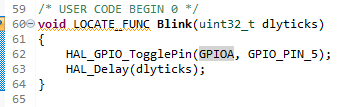 59 /* USER CODE BEGIN 0 */
60 void LOCATE_FUNC Blink(uint32_t dlyticks)
61 {
62 HAL_GPIO_TogglePin(GPIOA, GPIO_PIN_5);
63 HAL_Delay(dlyticks);
64 }
65